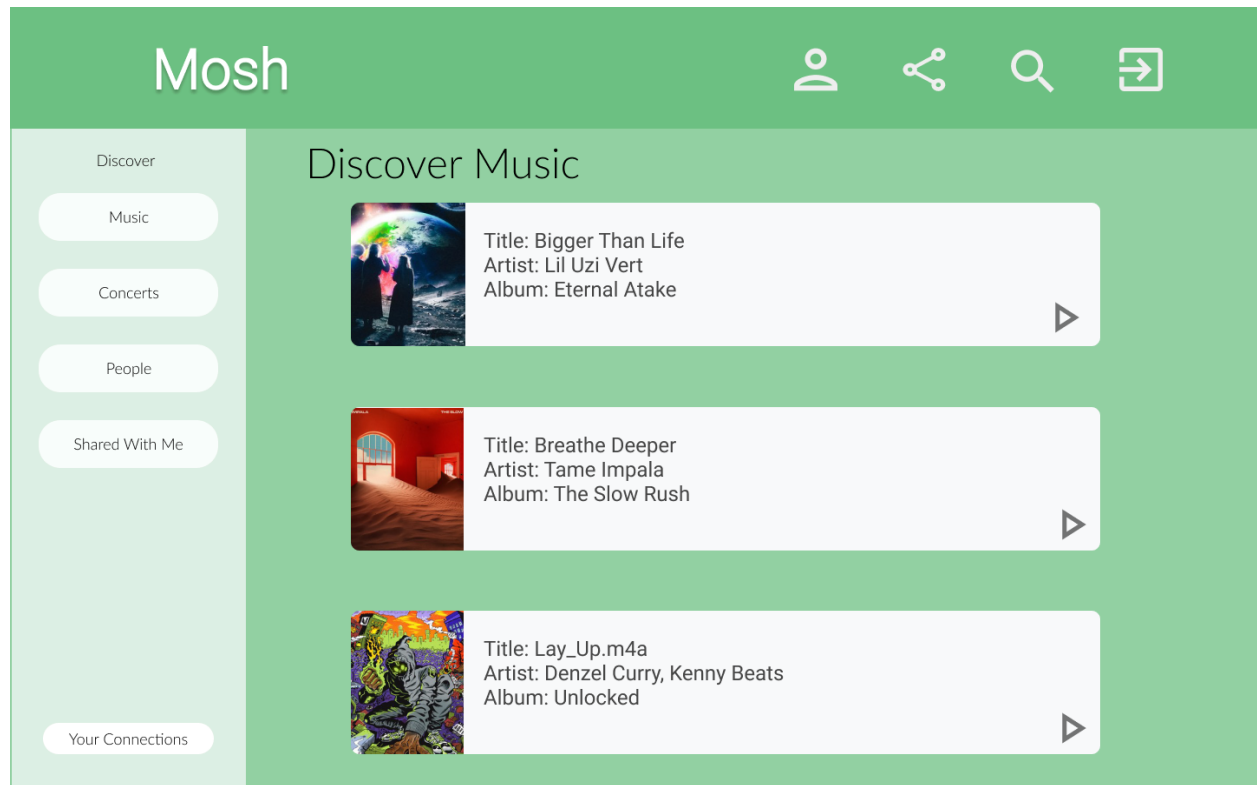 Mosh
Discover
Music
Concerts
People
Shared With Me
Your Connections
Discover Music
Title: Bigger Than Life
Artist: Lil Uzi Vert
Album: Eternal Atake
Title: Breathe Deeper
Artist: Tame Impala
Album: The Slow Rush
Title: Lay_Up.m4a
Artist: Denzel Curry, Kenny Beats
Album: Unlocked